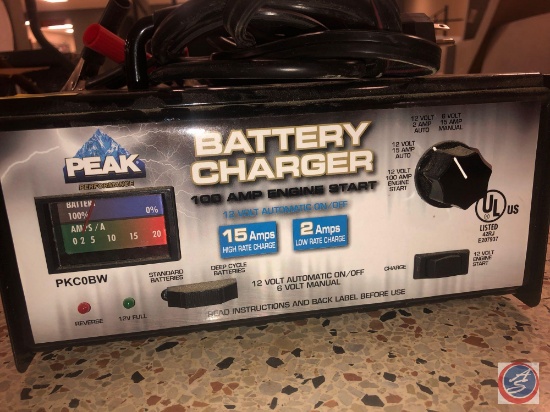 PEAK
PERFORMANCE
BATTERY
CHARGER
100 AMP ENGINE START
12 VOLT AUTOMATIC ON/OFF
15 Amps
HIGH RATE CHARGE
2 Amps
LOW RATE CHARGE
BATTER
100% 0%
AMPS/A
0 2 5 10 15 20
PKC0BW
REVERSE
12V FULL
STANDARD
BATTERIES
DEEP CYCLE
BATTERIES
12 VOLT AUTOMATIC ON/OFF
6 VOLT MANUAL
READ INSTRUCTIONS AND BACK LABEL BEFORE USE
12 VOLT
2 AMP
AUTO
6 VOLT
15 AMP
MANUAL
12 VOLT
15 AMP
AUTO
12 VOLT
100 AMP
ENGINE
START
UL US
LISTED
42RJ
E207937
CHARGE
12 VOLT
ENGINE
START